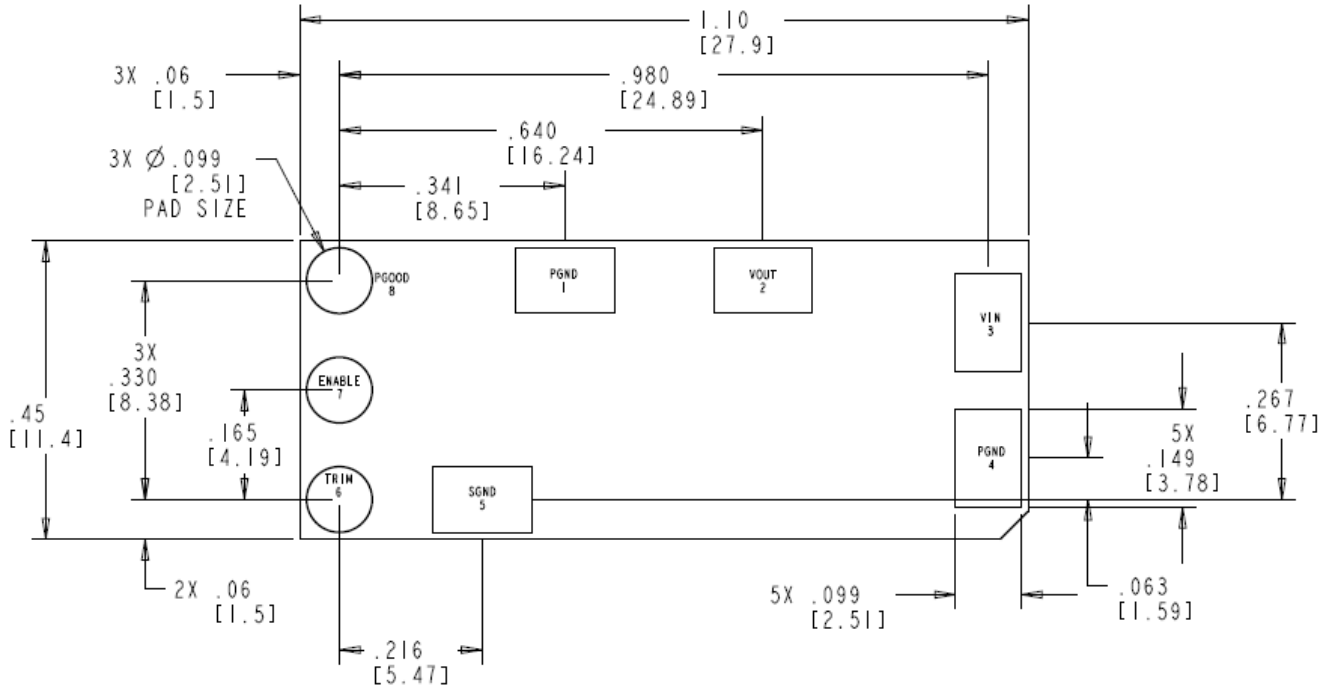 1.10
[27.9]
3X .06
[1.5]
.980
[24.89]
.640
[16.24]
3X Ø.099
[2.51]
PAD SIZE
.341
[8.65]
PGOOD
8
PGND
1
VOUT
2
VIN
3
3X
.330
[8.38]
ENABLE
7
.45
[11.4]
.165
[4.19]
.267
[6.77]
5X
.149
[3.78]
PGND
4
TRIM
6
SGND
5
2X .06
[1.5]
5X .099
[2.51]
.063
[1.59]
.216
[5.47]